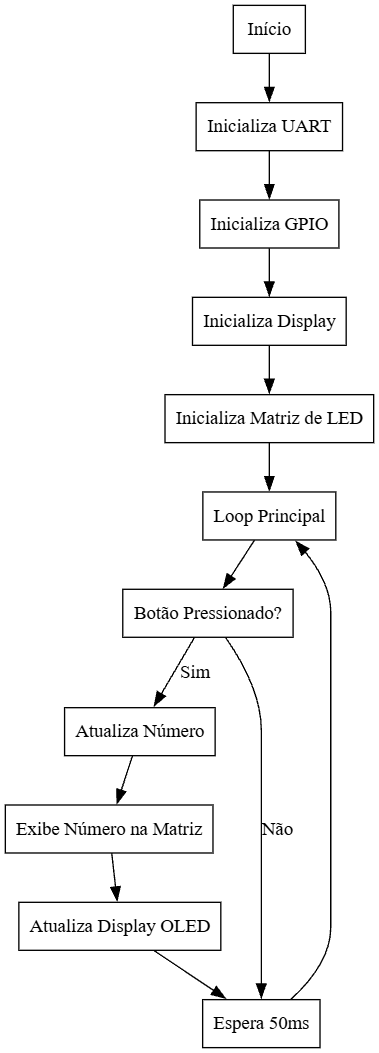 Início
Inicializa UART
Inicializa GPIO
Inicializa Display
Inicializa Matriz de LED
Loop Principal
Botão Pressionado?
Sim
Atualiza Número
Exibe Número na Matriz
Não
Atualiza Display OLED
Espera 50ms